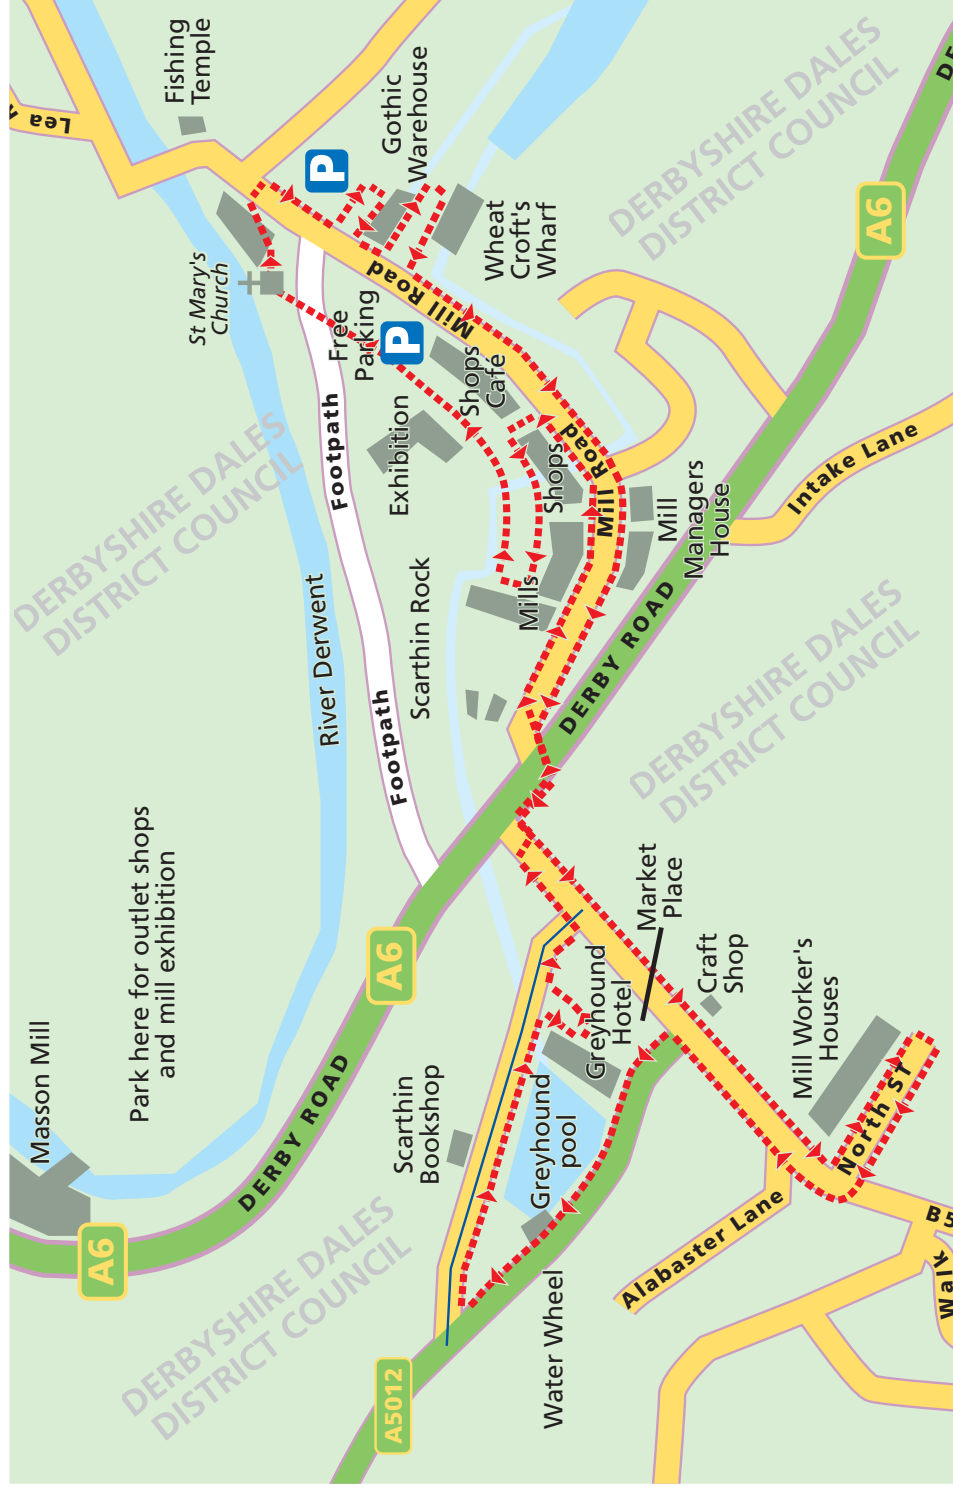 Masson Mill
Park here for outlet shops
and mill exhibition
A6
DERBY ROAD
A6
River Derwent
Footpath
Footpath
Fishing
Temple
Lea
St Mary's
Church
P
Gothic
Warehouse
Wheat
Croft's
Wharf
Free
Parking
P
Mill Road
Shops
Café
Exhibition
Shops
Mill Road
Mills
Mill
Managers
House
Scarthin Rock
DERBY ROAD
Intake Lane
A6
DE
Scarthin
Bookshop
Greyhound
pool
Greyhound
Hotel
Market
Place
Craft
Shop
Mill Worker's
Houses
North ST
Alabaster Lane
B5
Walk
Water Wheel
A5012
DERBYSHIRE DALES
DISTRICT COUNCIL
DERBYSHIRE DALES
DISTRICT COUNCIL
DERBYSHIRE DALES
DISTRICT COUNCIL
DERBYSHIRE DALES
DISTRICT COUNCIL